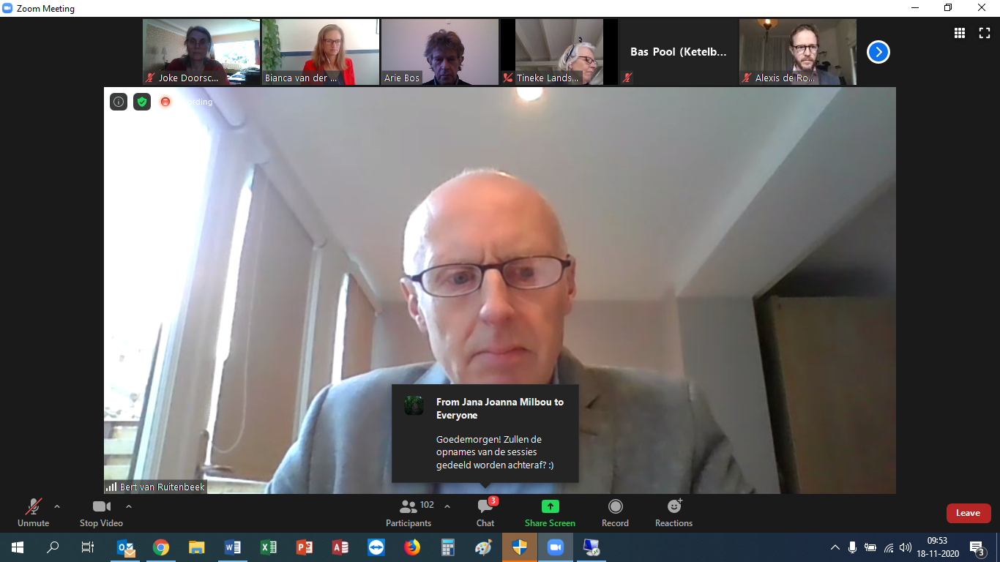 Zoom Meeting
Joke Doorsc...
Bianca van der ...
Arie Bos
Tineke Lands...
Bas Pool (Ketelb...
Alexis de Ro...
From Jana Joanna Milbou to
Everyone
Goedemorgen! Zullen de
opnames van de sessies
gedeeld worden achteraf? :)
Bert van Ruitenbeek
Unmute
Stop Video
102
Participants
3
Chat
Share Screen
Record
Reactions
Leave
09:53
18-11-2020
3